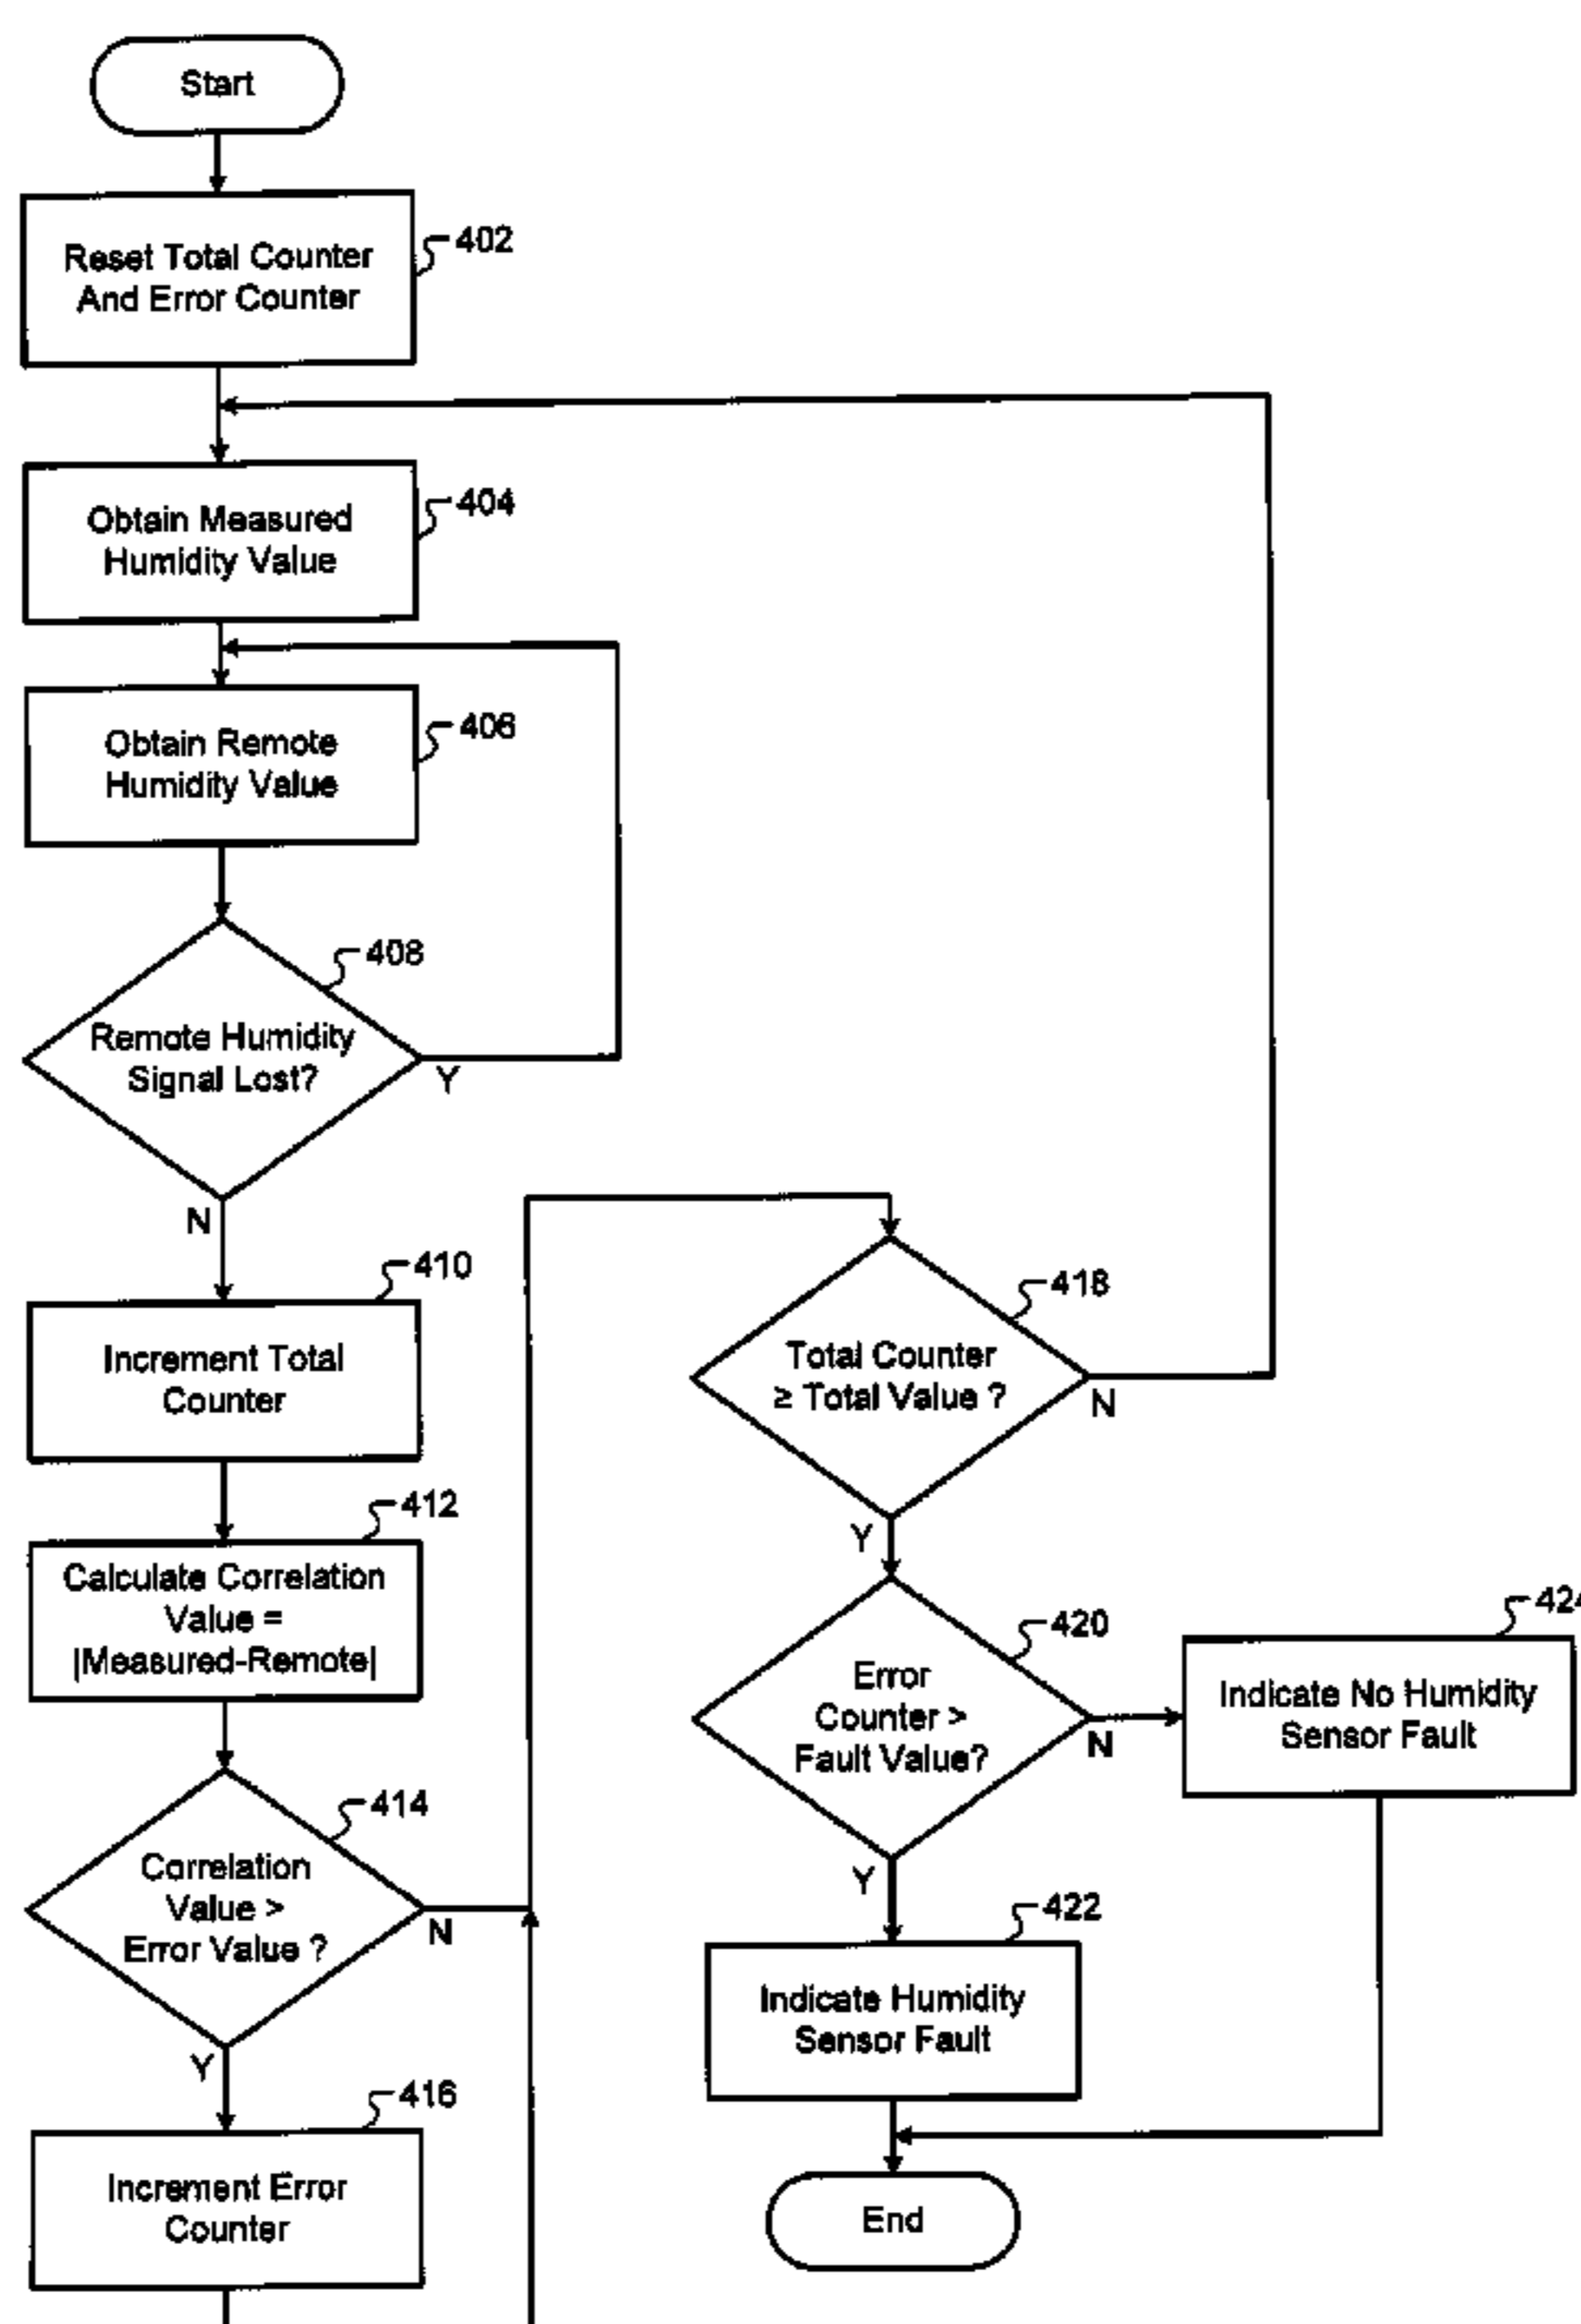 Start
Reset Total Counter
And Error Counter
402
Obtain Measured
Humidity Value
404
Obtain Remote
Humidity Value
406
408
Remote Humidity
Signal Lost?
Y
N
410
Increment Total
Counter
412
Calculate Correlation
Value =
|Measured-Remote|
414
Correlation
Value >
Error Value ?
N
Y
416
Increment Error
Counter
418
Total Counter
≥ Total Value ?
N
Y
420
Error
Counter >
Fault Value?
N
Y
424
Indicate No Humidity
Sensor Fault
422
Indicate Humidity
Sensor Fault
End